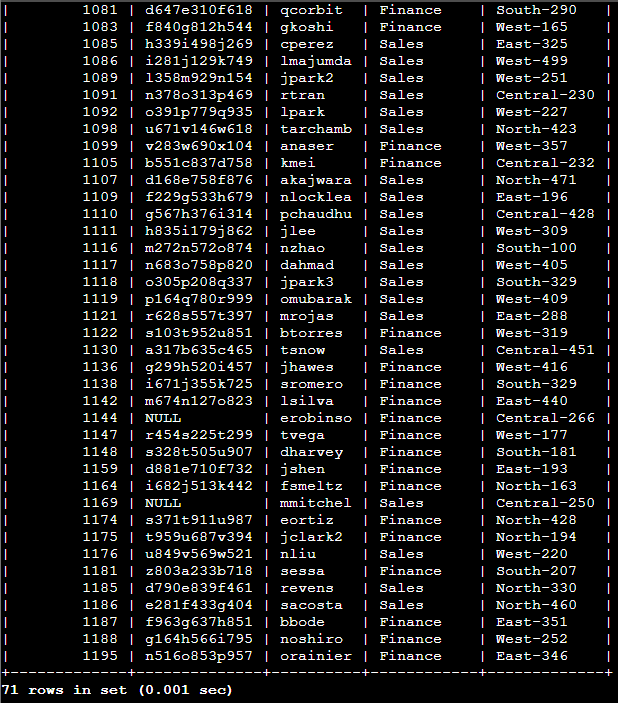 |        1081 | d647e310f618 | qcorbit  | Finance    | South-290   |
|        1083 | f840g812h544 | gkoshi   | Finance    | West-165    |
|        1085 | h339i498j269 | cperez   | Sales      | East-325    |
|        1086 | i281j129k749 | lmajumda | Sales      | West-499    |
|        1089 | l358m929n154 | jpark2   | Sales      | West-251    |
|        1091 | n378o313p469 | rtran    | Sales      | Central-230 |
|        1092 | o391p779q935 | lpark    | Sales      | West-227    |
|        1098 | u671v146w618 | tarchamb | Sales      | North-423   |
|        1099 | v283w690x104 | anaser   | Finance    | West-357    |
|        1105 | b551c837d758 | kmei     | Finance    | Central-232 |
|        1107 | d168e758f876 | akajwara | Sales      | North-471   |
|        1109 | f229g533h679 | nlocklea | Sales      | East-196    |
|        1110 | g567h376i314 | pchaudhu | Sales      | Central-428 |
|        1111 | h835i179j862 | jlee     | Sales      | West-309    |
|        1116 | m272n572o874 | nzhao    | Sales      | South-100   |
|        1117 | n683o758p820 | dahmad   | Sales      | West-405    |
|        1118 | o305p208q337 | jpark3   | Sales      | South-329   |
|        1119 | p164q780r999 | omubarak | Sales      | West-409    |
|        1121 | r628s557t397 | mrojas   | Sales      | East-288    |
|        1122 | s103t952u851 | btorres  | Finance    | West-319    |
|        1130 | a317b635c465 | tsnow    | Sales      | Central-451 |
|        1136 | g299h520i457 | jhawes   | Finance    | West-416    |
|        1138 | i671j355k725 | sromero  | Finance    | South-329   |
|        1142 | m674n127o823 | lsilva   | Finance    | East-440    |
|        1144 | NULL         | erobinso | Finance    | Central-266 |
|        1147 | r454s225t299 | tvega    | Finance    | West-177    |
|        1148 | s328t505u907 | dharvey  | Finance    | South-181   |
|        1159 | d881e710f732 | jshen    | Finance    | East-193    |
|        1164 | i682j513k442 | fsmeltz  | Finance    | North-163   |
|        1169 | NULL         | mmitchel | Sales      | Central-250 |
|        1174 | s371t911u987 | eortiz   | Finance    | North-428   |
|        1175 | t959u687v394 | jclark2  | Finance    | North-194   |
|        1176 | u849v569w521 | nliu     | Sales      | West-220    |
|        1181 | z803a233b718 | sessa    | Finance    | South-207   |
|        1185 | d790e839f461 | revens   | Sales      | North-330   |
|        1186 | e281f433g404 | sacosta  | Sales      | North-460   |
|        1187 | f963g637h851 | bbode    | Finance    | East-351    |
|        1188 | g164h566i795 | noshiro  | Finance    | West-252    |
|        1195 | n516o853p957 | orainier | Finance    | East-346    |
+-------------+--------------+----------+------------+-------------+
71 rows in set (0.001 sec)